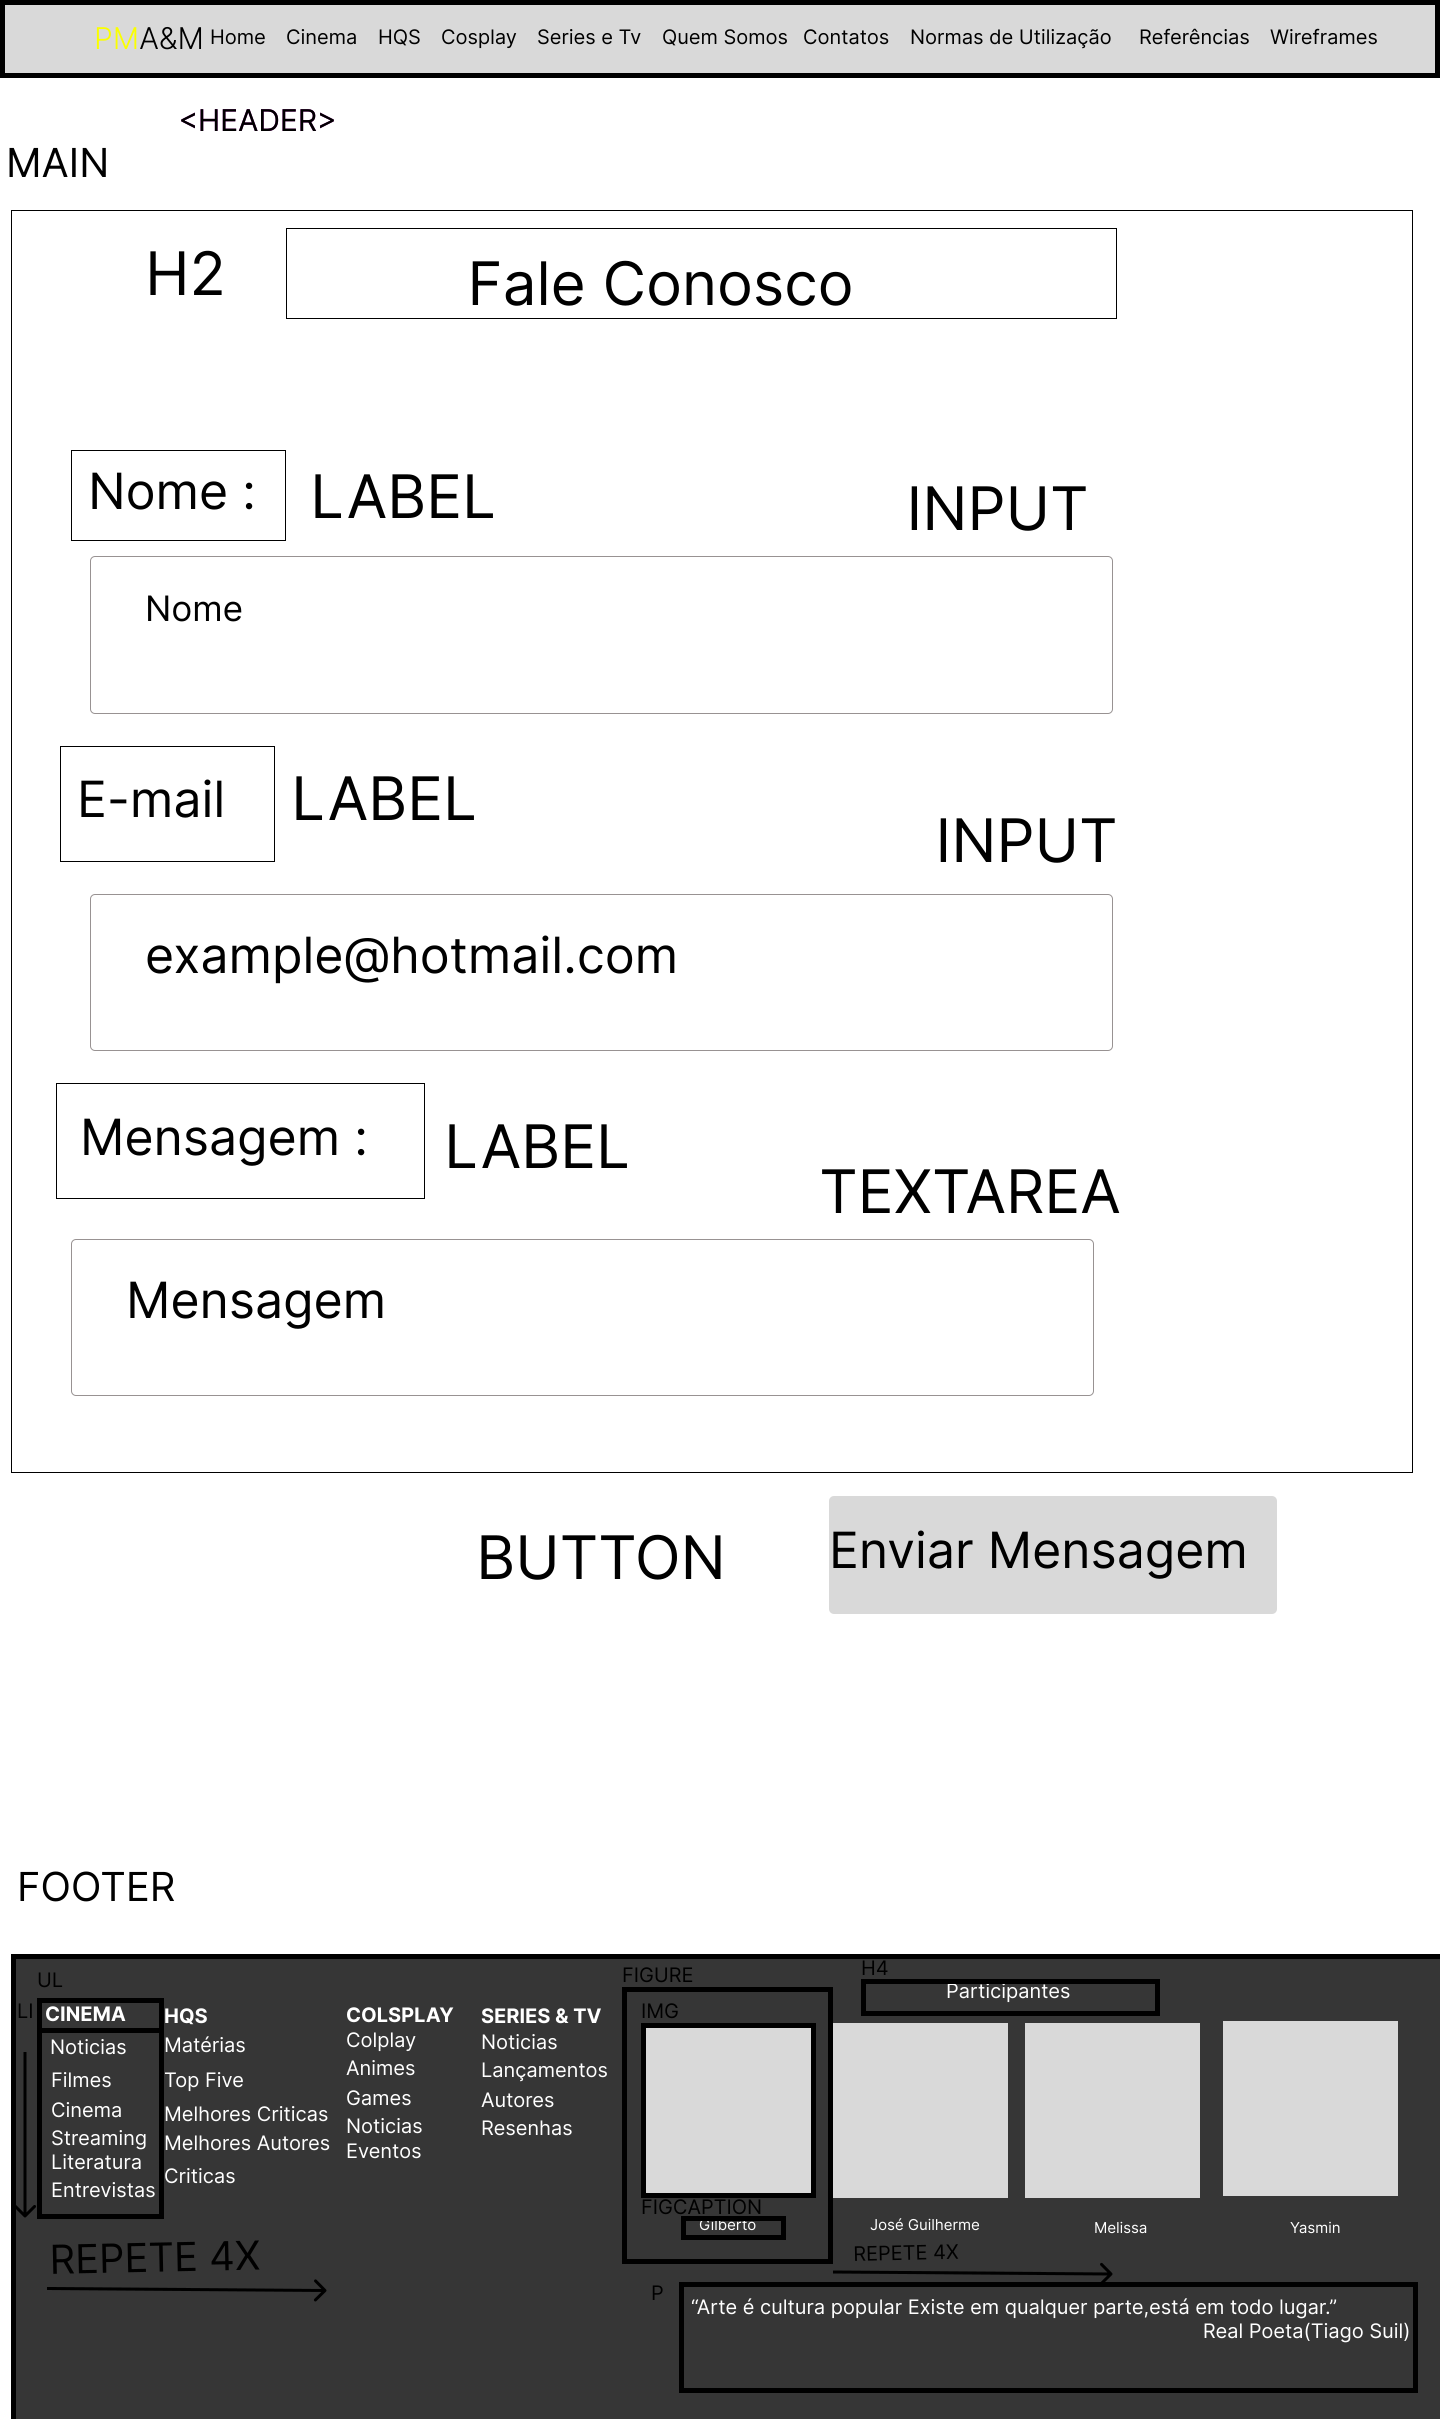 PMA&M Home Cinema HQS Cosplay Series e Tv Quem Somos Contatos Normas de Utilização Referências Wireframes
<HEADER>
MAIN
H2 Fale Conosco
Nome : LABEL INPUT
Nome
E-mail LABEL INPUT
example@hotmail.com
Mensagem : LABEL
TEXTAREA
Mensagem
BUTTON Enviar Mensagem
FOOTER
UL
LI
CINEMA
Noticias
Filmes
Cinema
Streaming
Literatura
Entrevistas
HQS
Matérias
Top Five
Melhores Criticas
Melhores Autores
Criticas
COLSPLAY
Colplay
Animes
Games
Noticias
Eventos
SERIES & TV
Noticias
Lançamentos
Autores
Resenhas
REPETE 4X
FIGURE
IMG
FIGCAPTION
Gilberto
H4
Participantes
José Guilherme
Melissa
Yasmin
REPETE 4X
P
“Arte é cultura popular Existe em qualquer parte,está em todo lugar.”
Real Poeta(Tiago Suil)